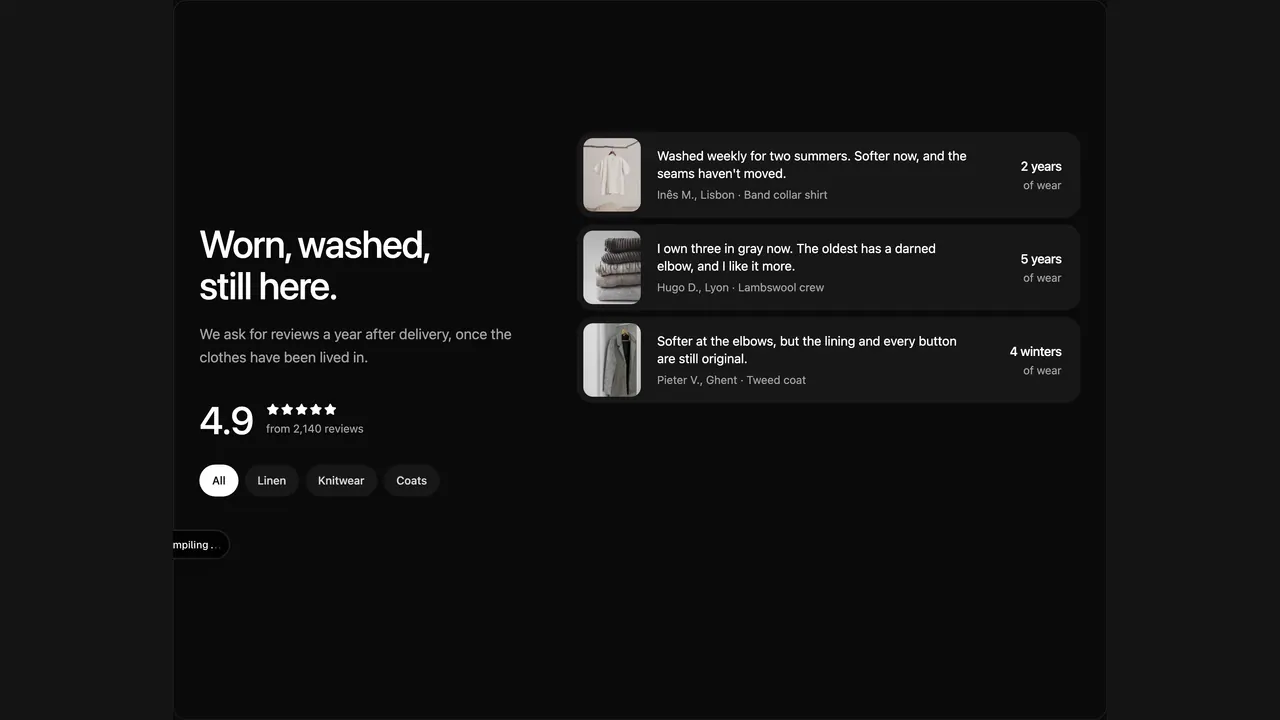 Worn, washed,
still here.
We ask for reviews a year after delivery, once the
clothes have been lived in.
4.9
from 2,140 reviews
All
Linen
Knitwear
Coats
mpiling ...
Washed weekly for two summers. Softer now, and the
seams haven't moved.
Inês M., Lisbon · Band collar shirt
2 years
of wear
I own three in gray now. The oldest has a darned
elbow, and I like it more.
Hugo D., Lyon · Lambswool crew
5 years
of wear
Softer at the elbows, but the lining and every button
are still original.
Pieter V., Ghent · Tweed coat
4 winters
of wear